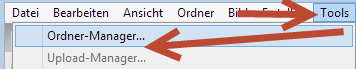 Datei Bearbeiten Ansicht Ordner Tools
Ordner-Manager...
Upload-Manager...